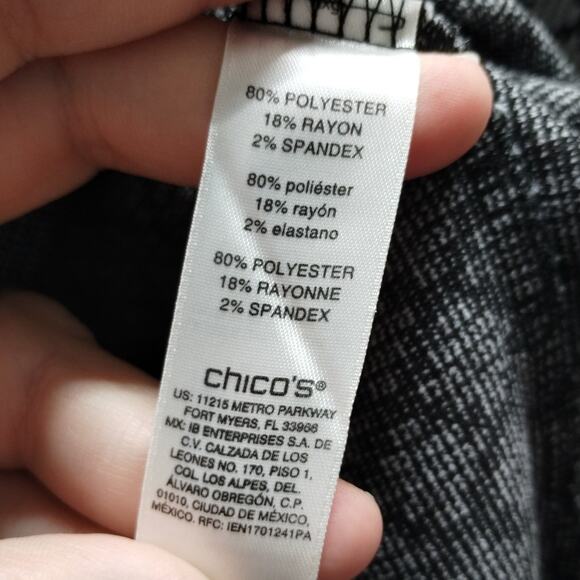 80% POLYESTER
18% RAYON
2% SPANDEX
80% poliéster
18% rayón
2% elastano
80% POLYESTER
18% RAYONNE
2% SPANDEX
chico's®
US: 11215 METRO PARKWAY
FORT MYERS, FL 33966
MX: IB ENTERPRISES S.A. DE
C.V. CALZADA DE LOS
LEONES NO. 170, PISO 1,
COL. LOS ALPES, DEL.
ÁLVARO OBREGÓN, C.P.
01010, CIUDAD DE MÉXICO,
MÉXICO. RFC: IEN1701241PA